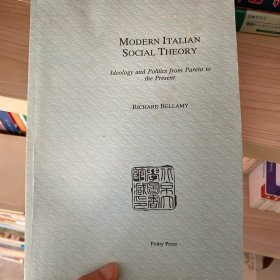 MODERN ITALIAN
SOCIAL THEORY
Ideology and Politics from Pareto to
the Present
RICHARD BELLAMY
Polity Press